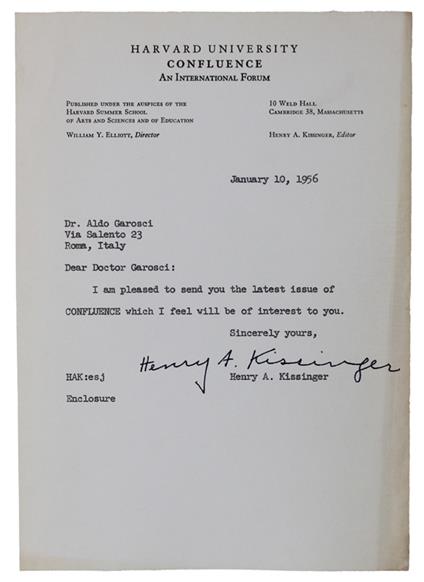 HARVARD UNIVERSITY
CONFLUENCE
AN INTERNATIONAL FORUM
PUBLISHED UNDER THE AUSPICES OF THE
HARVARD SUMMER SCHOOL
OF ARTS AND SCIENCES AND OF EDUCATION
WILLIAM Y. ELLIOTT, Director
10 WELD HALL
CAMBRIDGE 38, MASSACHUSETTS
HENRY A. KISSINGER, Editor
January 10, 1956
Dr. Aldo Garosci
Via Salento 23
Roma, Italy
Dear Doctor Garosci:
I am pleased to send you the latest issue of
CONFLUENCE which I feel will be of interest to you.
Sincerely yours,
Henry A. Kissinger
HAK:esj
Henry A. Kissinger
Enclosure